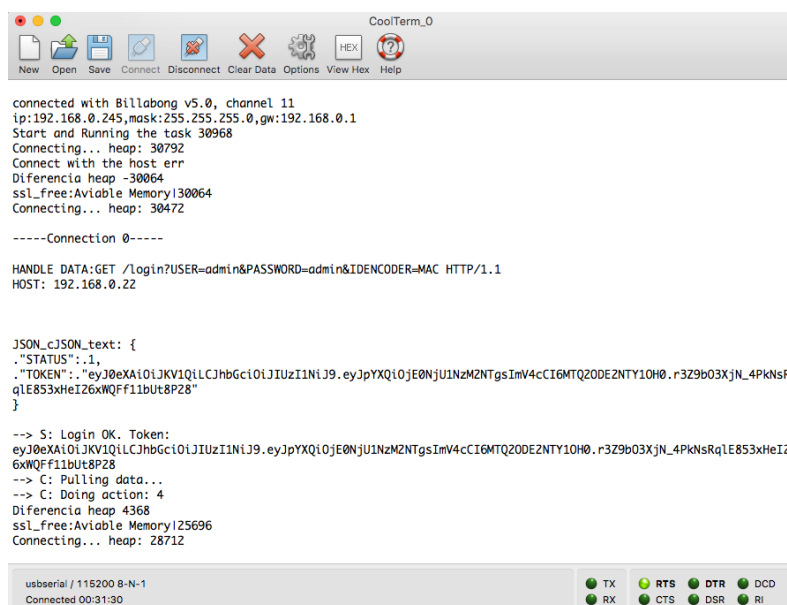 CoolTerm_0
New Open Save Connect Disconnect Clear Data Options View Hex Help
HEX
connected with Billabong v5.0, channel 11
ip:192.168.0.245,mask:255.255.255.0,gw:192.168.0.1
Start and Running the task 30968
Connecting... heap: 30792
Connect with the host err
Diferencia heap -30064
ssl_free:Aviable Memory|30064
Connecting... heap: 30472
-----Connection 0-----
HANDLE DATA:GET /login?USER=admin&PASSWORD=admin&IDENCODER=MAC HTTP/1.1
HOST: 192.168.0.22
JSON_cJSON_text: {
."STATUS":.1,
."TOKEN":."eyJ0eXAiOiJKV1QiLCJhbGciOiJIUzI1NiJ9.eyJpYXQiOjE0NjU1NzM2NTgsImV4cCI6MTQ2ODE2NTY1OH0.r3Z9bO3XjN_4PkNsR
qlE853xHeIZ6xWQFf11bUt8P28"
}
--> S: Login OK. Token:
eyJ0eXAiOiJKV1QiLCJhbGciOiJIUzI1NiJ9.eyJpYXQiOjE0NjU1NzM2NTgsImV4cCI6MTQ2ODE2NTY1OH0.r3Z9bO3XjN_4PkNsRqlE853xHeIZ
6xWQFf11bUt8P28
--> C: Pulling data...
--> C: Doing action: 4
Diferencia heap 4368
ssl_free:Aviable Memory|25696
Connecting... heap: 28712
usbserial / 115200 8-N-1
Connected 00:31:30
TX RTS DTR DCD
RX CTS DSR RI